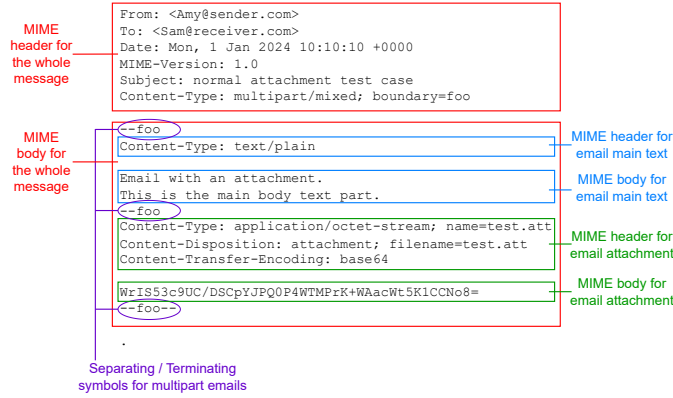 From: <Amy@sender.com>
To: <Sam@receiver.com>
Date: Mon, 1 Jan 2024 10:10:10 +0000
MIME-Version: 1.0
Subject: normal attachment test case
Content-Type: multipart/mixed; boundary=foo
MIME
header for
the whole
message
--foo
Content-Type: text/plain
MIME header for
email main text
MIME
body for
the whole
message
Email with an attachment.
This is the main body text part.
MIME body for
email main text
--foo
Content-Type: application/octet-stream; name=test.att
Content-Disposition: attachment; filename=test.att
Content-Transfer-Encoding: base64
MIME header for
email attachment
WrIS53c9UC/DSCpYJPQ0P4WTMPrK+WAacWt5K1CCNo8=
MIME body for
email attachment
--foo--
.
Separating / Terminating
symbols for multipart emails